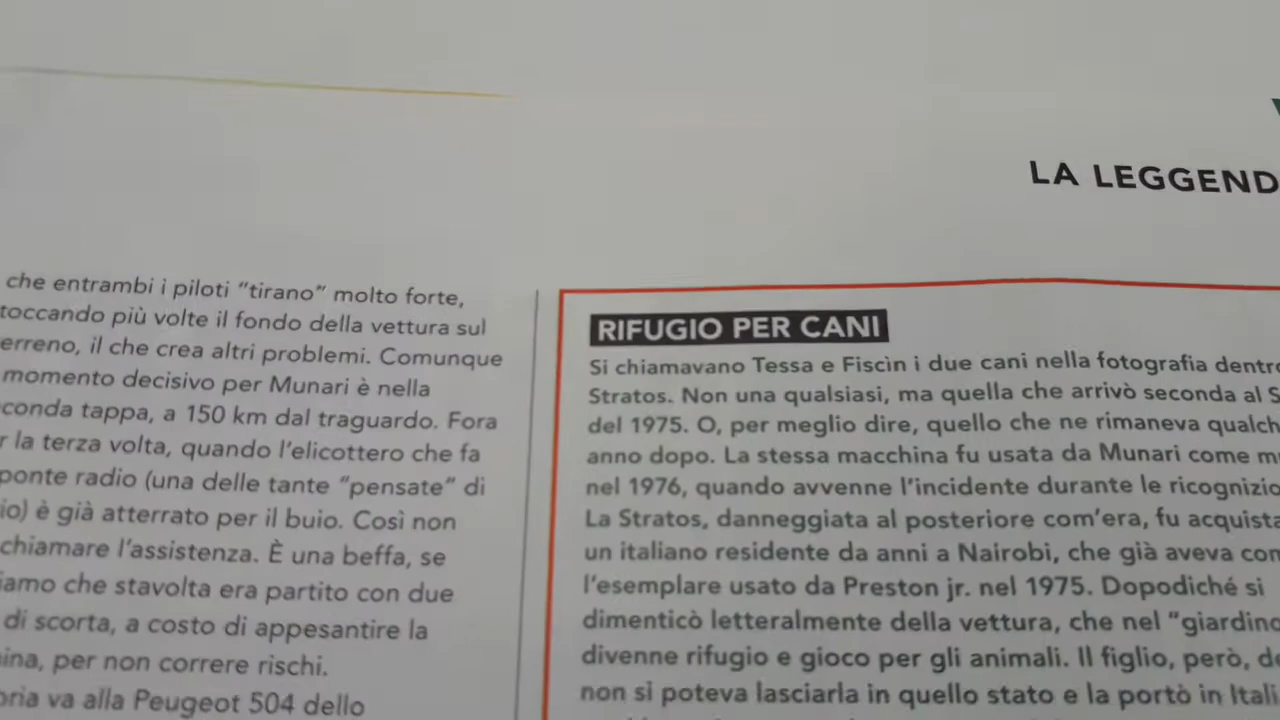 LA LEGGEND
che entrambi i piloti “tirano” molto forte,
toccando più volte il fondo della vettura sul
erreno, il che crea altri problemi. Comunque
momento decisivo per Munari è nella
conda tappa, a 150 km dal traguardo. Fora
r la terza volta, quando l’elicottero che fa
ponte radio (una delle tante “pensate” di
io) è già atterrato per il buio. Così non
chiamare l’assistenza. È una beffa, se
iamo che stavolta era partito con due
di scorta, a costo di appesantire la
ina, per non correre rischi.
oria va alla Peugeot 504 dello
RIFUGIO PER CANI
Si chiamavano Tessa e Fiscìn i due cani nella fotografia dentro
Stratos. Non una qualsiasi, ma quella che arrivò seconda al S
del 1975. O, per meglio dire, quello che ne rimaneva qualch
anno dopo. La stessa macchina fu usata da Munari come m
nel 1976, quando avvenne l’incidente durante le ricognizio
La Stratos, danneggiata al posteriore com’era, fu acquista
un italiano residente da anni a Nairobi, che già aveva com
l’esemplare usato da Preston jr. nel 1975. Dopodiché si
dimenticò letteralmente della vettura, che nel “giardino
divenne rifugio e gioco per gli animali. Il figlio, però, de
non si poteva lasciarla in quello stato e la portò in Itali